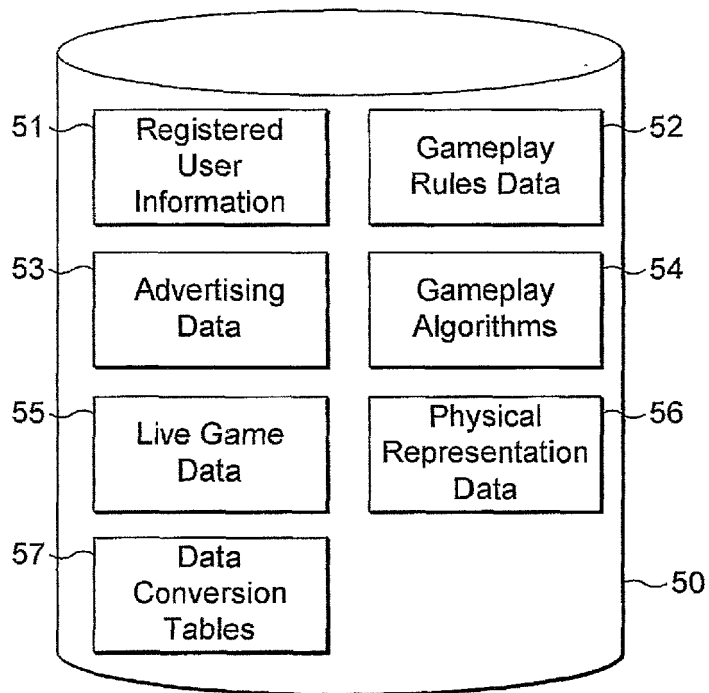 51
Registered
User
Information
52
Gameplay
Rules Data
53
Advertising
Data
54
Gameplay
Algorithms
55
Live Game
Data
56
Physical
Representation
Data
57
Data
Conversion
Tables
50